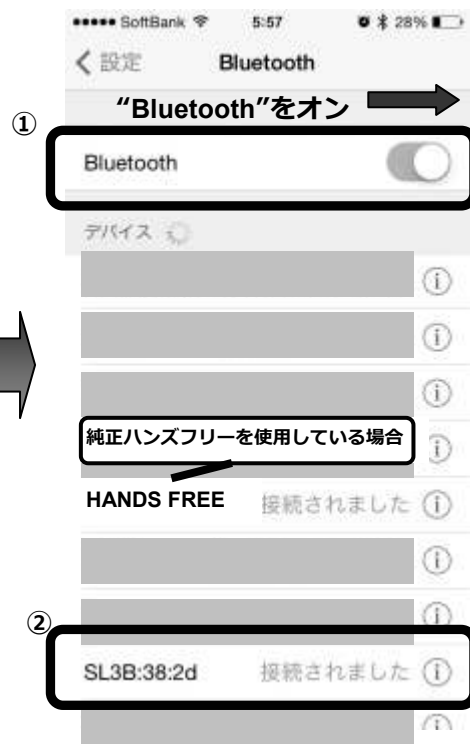 ●●●●● SoftBank 5:57 28%
設定 Bluetooth
“Bluetooth”をオン
①
Bluetooth
デバイス
純正ハンズフリーを使用している場合
HANDS FREE 接続されました
②
SL3B:38:2d 接続されました